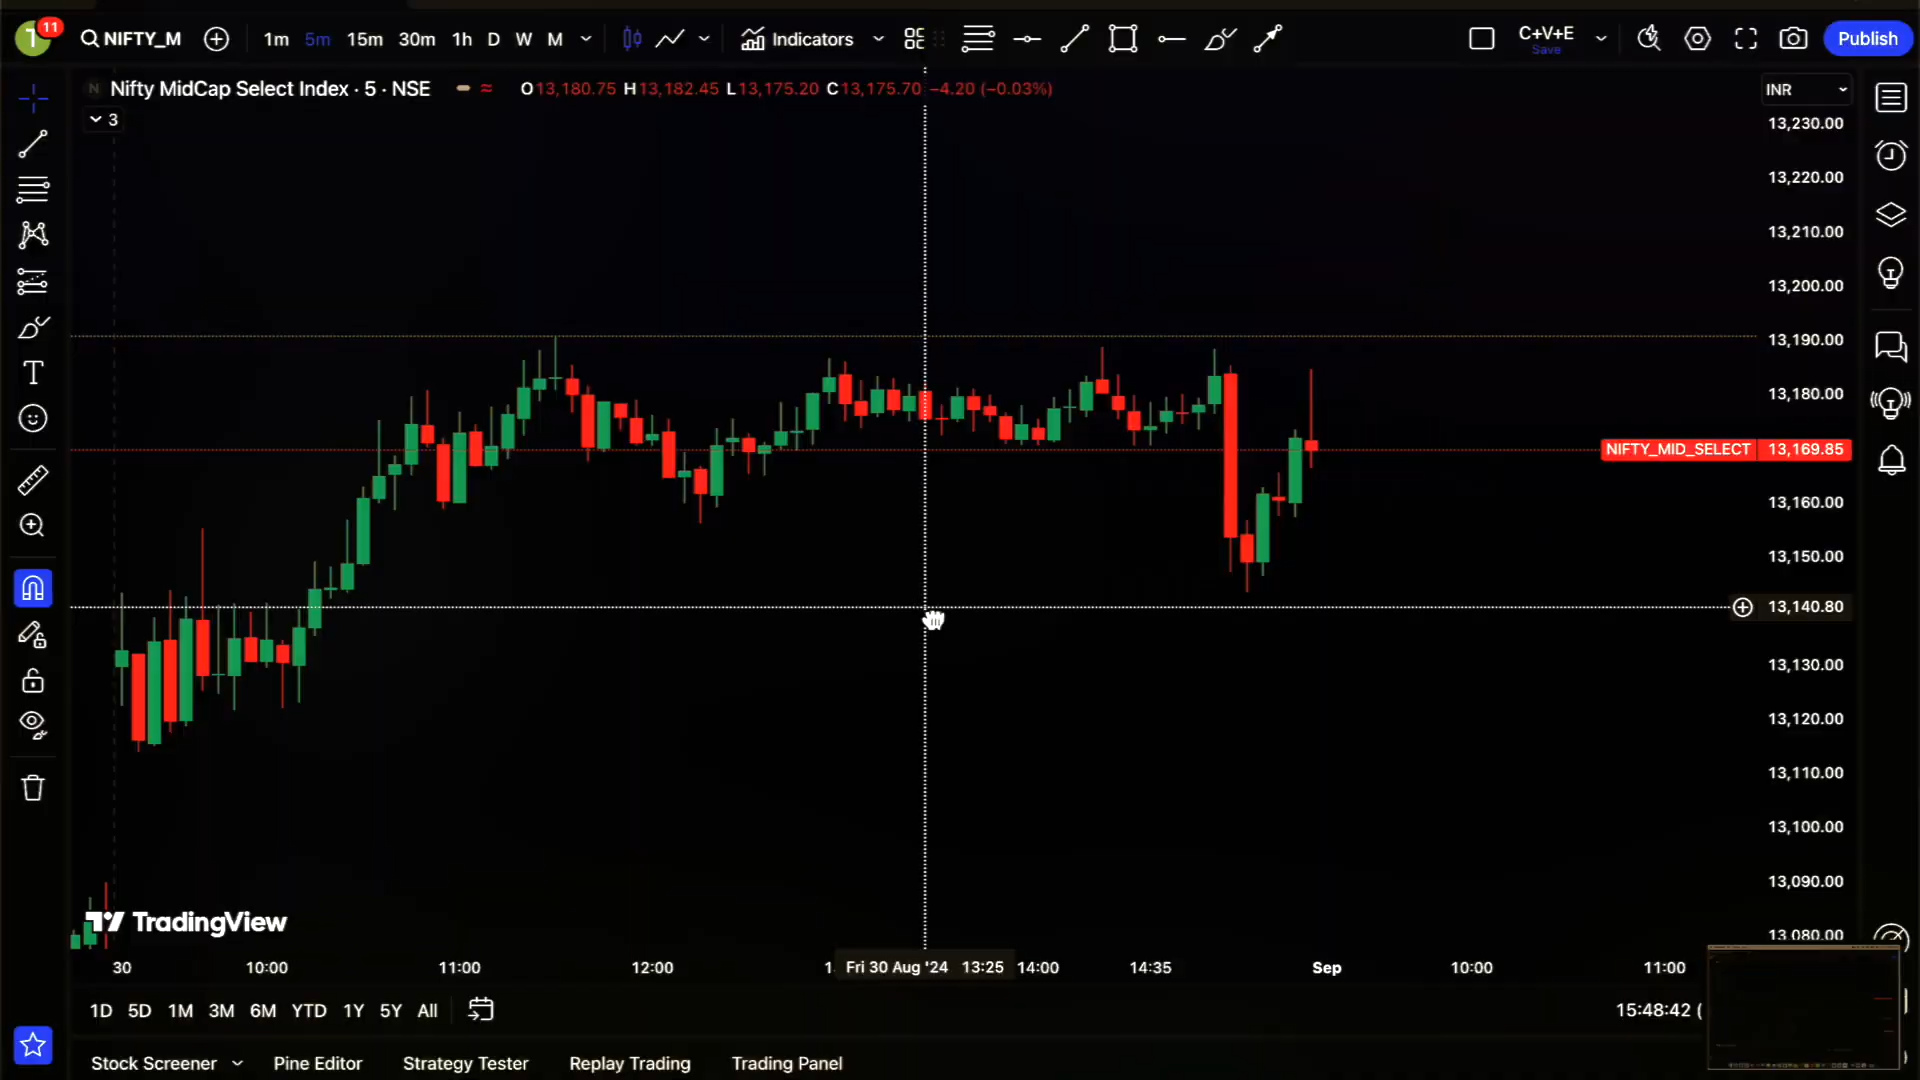 11
T NIFTY_M 1m 5m 15m 30m 1h D W M Indicators C+V+E Save Publish
N Nifty MidCap Select Index · 5 · NSE O13,180.75 H13,182.45 L13,175.20 C13,175.70 −4.20 (−0.03%) INR
3
13,230.00
13,220.00
13,210.00
13,200.00
13,190.00
13,180.00
NIFTY_MID_SELECT 13,169.85
13,160.00
13,150.00
13,140.80
13,130.00
13,120.00
13,110.00
13,100.00
13,090.00
13,080.00
TradingView
30 10:00 11:00 12:00 1 Fri 30 Aug '24 13:25 14:00 14:35 Sep 10:00 11:00
1D 5D 1M 3M 6M YTD 1Y 5Y All 15:48:42 (
Stock Screener Pine Editor Strategy Tester Replay Trading Trading Panel